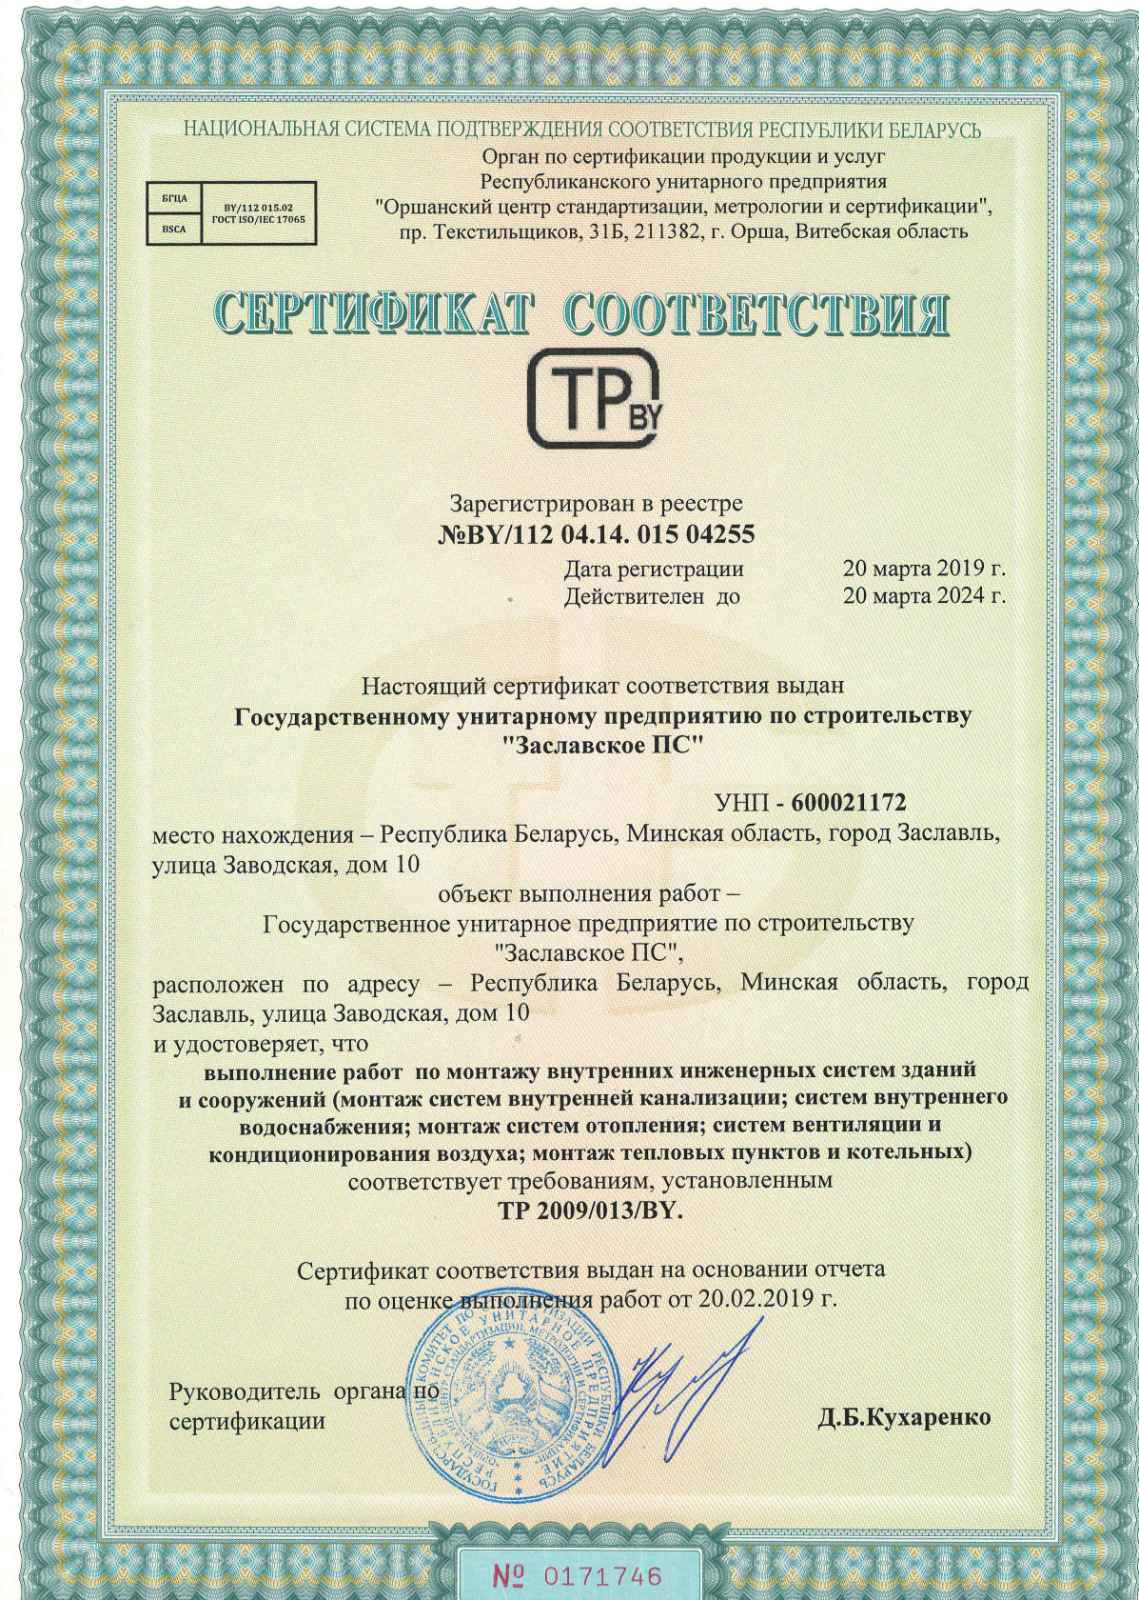 НАЦИОНАЛЬНАЯ СИСТЕМА ПОДТВЕРЖДЕНИЯ СООТВЕТСТВИЯ РЕСПУБЛИКИ БЕЛАРУСЬ
Орган по сертификации продукции и услуг
Республиканского унитарного предприятия
"Оршанский центр стандартизации, метрологии и сертификации",
пр. Текстильщиков, 31Б, 211382, г. Орша, Витебская область
БГЦА
BSCA
BY/112 015.02
ГОСТ ISO/IEC 17065
СЕРТИФИКАТ СООТВЕТСТВИЯ
ТР BY
Зарегистрирован в реестре
№BY/112 04.14. 015 04255
Дата регистрации 20 марта 2019 г.
Действителен до 20 марта 2024 г.
Настоящий сертификат соответствия выдан
Государственному унитарному предприятию по строительству
"Заславское ПС"
УНП - 600021172
место нахождения – Республика Беларусь, Минская область, город Заславль,
улица Заводская, дом 10
объект выполнения работ –
Государственное унитарное предприятие по строительству
"Заславское ПС",
расположен по адресу – Республика Беларусь, Минская область, город
Заславль, улица Заводская, дом 10
и удостоверяет, что
выполнение работ по монтажу внутренних инженерных систем зданий
и сооружений (монтаж систем внутренней канализации; систем внутреннего
водоснабжения; монтаж систем отопления; систем вентиляции и
кондиционирования воздуха; монтаж тепловых пунктов и котельных)
соответствует требованиям, установленным
ТР 2009/013/BY.
Сертификат соответствия выдан на основании отчета
по оценке выполнения работ от 20.02.2019 г.
Руководитель органа по
сертификации
Д.Б.Кухаренко
№ 0171746